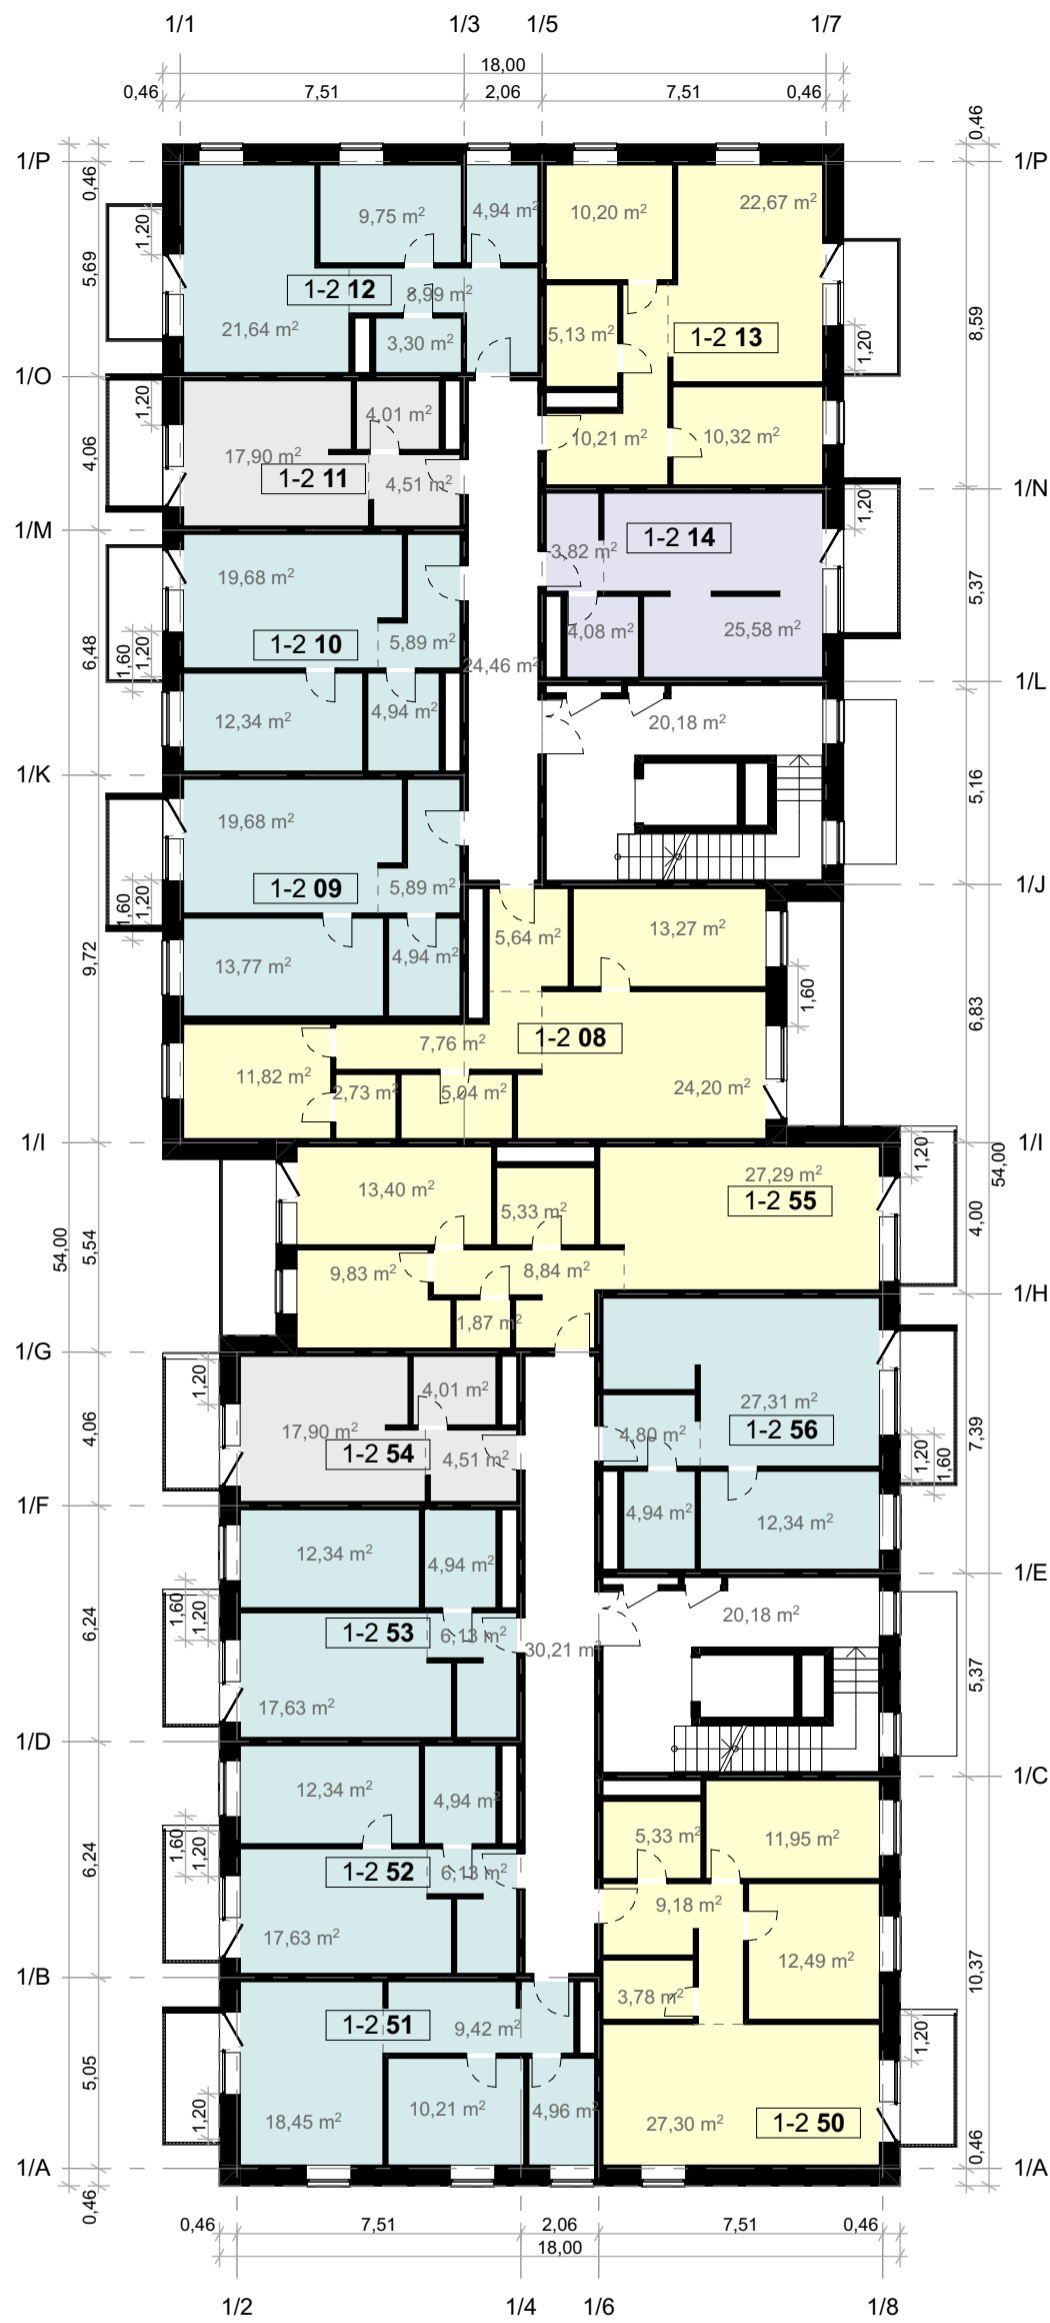 1/1 1/3 1/5 1/7
18,00
0,46 7,51 2,06 7,51 0,46
0,46
1/P 1/P
0,46
9,75 m² 4,94 m² 10,20 m² 22,67 m²
1,20
5,69
1-2 12 8,99 m²
21,64 m² 3,30 m² 5,13 m² 1-2 13
8,59
1,20
1/O
1,20
4,01 m²
4,06
17,90 m² 10,21 m² 10,32 m²
1-2 11 4,51 m²
1/N
1,20
1/M
3,82 m² 1-2 14
19,68 m²
5,37
1-2 10 5,89 m² 4,08 m² 25,58 m²
1,60 1,20
6,48
24,46 m²
1/L
12,34 m² 4,94 m² 20,18 m²
1/K
5,16
19,68 m²
1-2 09 5,89 m²
1/J
1,60 1,20
9,72
5,64 m² 13,27 m²
13,77 m² 4,94 m²
1,60
6,83
7,76 m² 1-2 08
11,82 m² 2,73 m² 5,04 m² 24,20 m²
1/I 1/I
1,20
54,00
27,29 m²
13,40 m² 5,33 m² 1-2 55
4,00
54,00
5,54
9,83 m² 8,84 m²
1/H
1,87 m²
1/G
1,20
4,01 m² 27,31 m²
4,06
17,90 m² 4,80 m² 1-2 56
7,39
1-2 54 4,51 m²
1,20 1,60
1/F
4,94 m² 12,34 m²
12,34 m² 4,94 m²
1/E
1,60 1,20
6,24
20,18 m²
1-2 53 6,13 m² 30,21 m²
5,37
17,63 m²
1/D
1/C
12,34 m² 4,94 m²
5,33 m² 11,95 m²
1,60 1,20
6,24
1-2 52 6,13 m²
9,18 m²
17,63 m² 12,49 m²
1/B
10,37
3,78 m²
1-2 51 9,42 m²
1,20
5,05
1,20
18,45 m² 10,21 m² 4,96 m² 27,30 m² 1-2 50
0,46
1/A 1/A
0,46
0,46 7,51 2,06 7,51 0,46
18,00
1/2 1/4 1/6 1/8